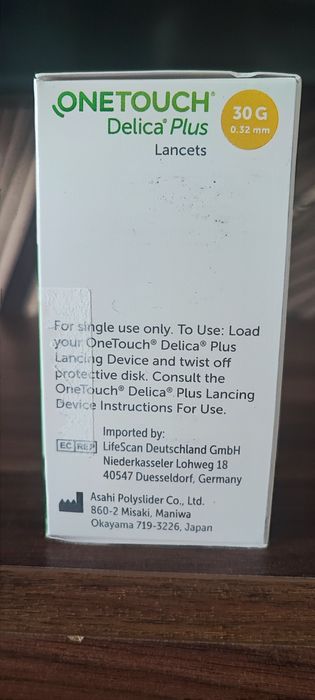 ONETOUCH®
Delica® Plus
Lancets
30 G
0.32 mm
For single use only. To Use: Load
your OneTouch® Delica® Plus
Lancing Device and twist off
protective disk. Consult the
OneTouch® Delica® Plus Lancing
Device Instructions For Use.
Imported by:
EC REP LifeScan Deutschland GmbH
Niederkasseler Lohweg 18
40547 Duesseldorf, Germany
Asahi Polyslider Co., Ltd.
860-2 Misaki, Maniwa
Okayama 719-3226, Japan